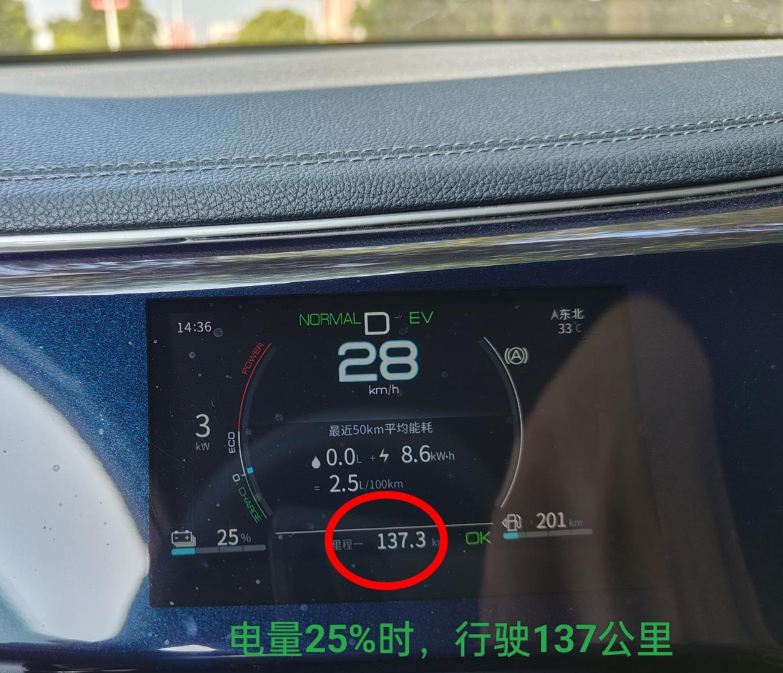 14:36
NORMAL D EV
A东北
33℃
28
km/h
POWER
3
kW
ECO
0
CHARGE
最近50km平均能耗
0.0L + 8.6kW·h
= 2.5L/100km
25%
里程一 137.3
OK
201 km
电量25%时，行驶137公里